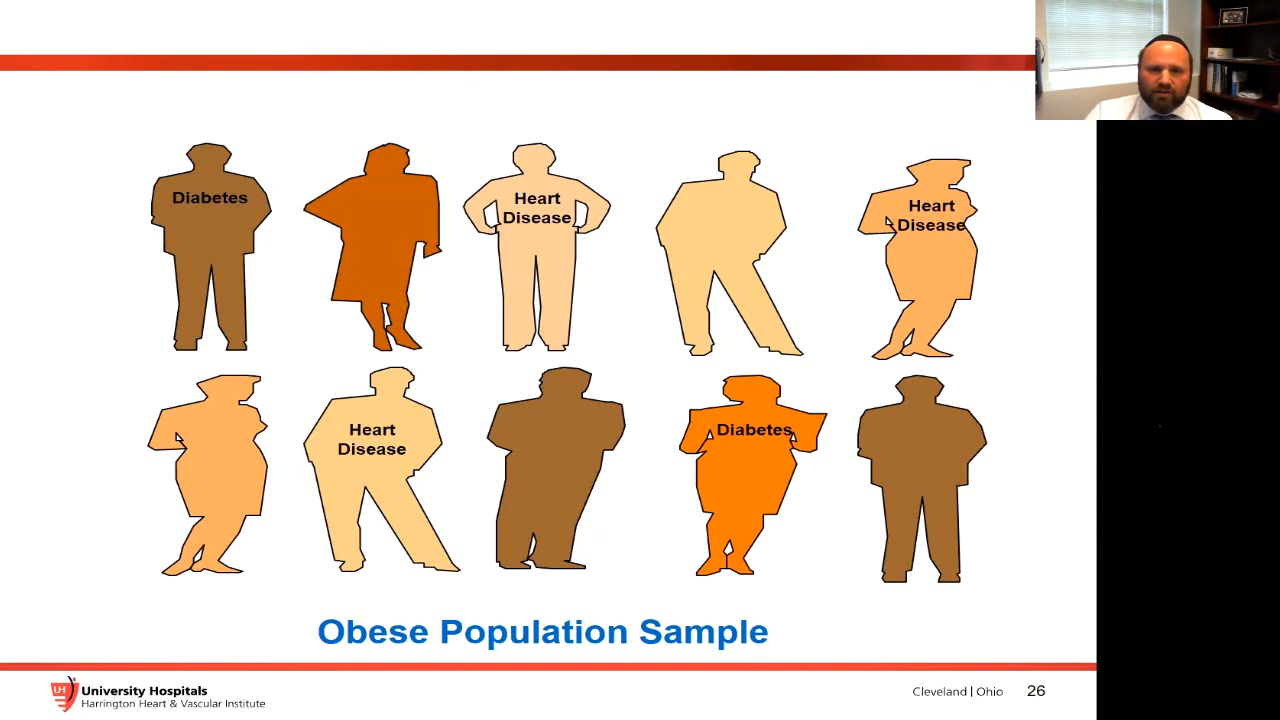 Diabetes
Heart
Disease
Heart
Disease
Heart
Disease
Diabetes
Obese Population Sample
UH
University Hospitals
Harrington Heart & Vascular Institute
Cleveland | Ohio
26